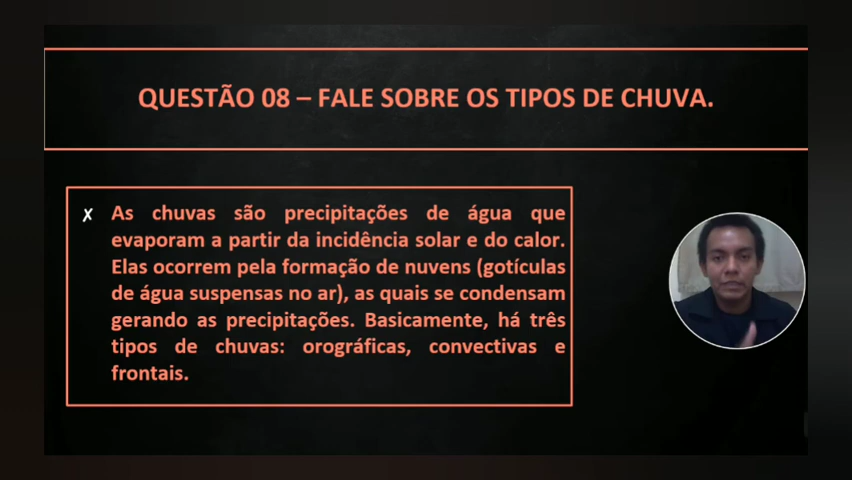 QUESTÃO 08 – FALE SOBRE OS TIPOS DE CHUVA.
x As chuvas são precipitações de água que
evaporam a partir da incidência solar e do calor.
Elas ocorrem pela formação de nuvens (gotículas
de água suspensas no ar), as quais se condensam
gerando as precipitações. Basicamente, há três
tipos de chuvas: orográficas, convectivas e
frontais.